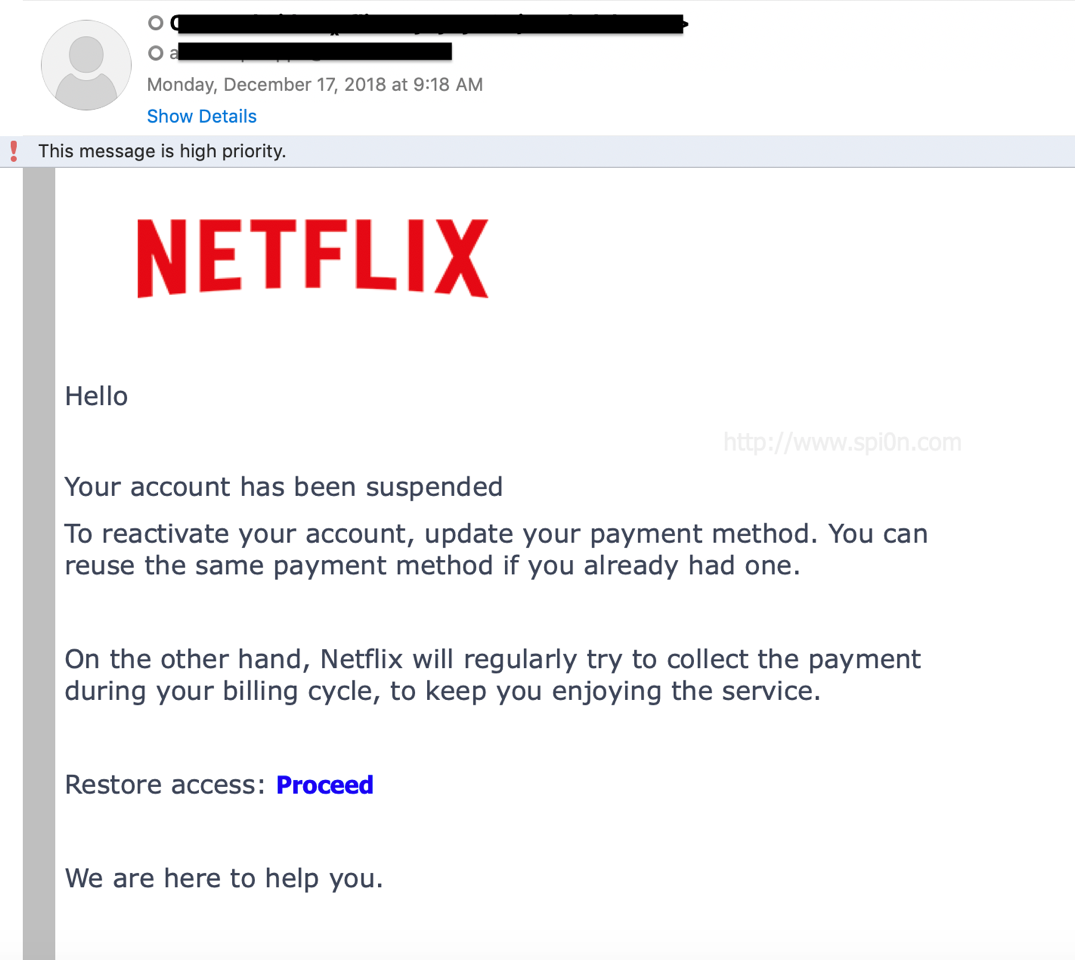 Monday, December 17, 2018 at 9:18 AM
Show Details
This message is high priority.
NETFLIX
Hello
http://www.spi0n.com
Your account has been suspended
To reactivate your account, update your payment method. You can
reuse the same payment method if you already had one.
On the other hand, Netflix will regularly try to collect the payment
during your billing cycle, to keep you enjoying the service.
Restore access: Proceed
We are here to help you.